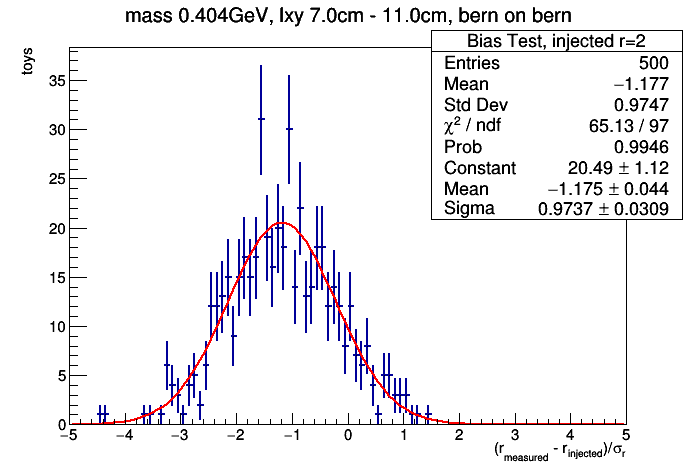 mass 0.404GeV, lxy 7.0cm - 11.0cm, bern on bern
Bias Test, injected r=2
Entries 500
Mean −1.177
Std Dev 0.9747
χ² / ndf 65.13 / 97
Prob 0.9946
Constant 20.49 ± 1.12
Mean −1.175 ± 0.044
Sigma 0.9737 ± 0.0309
toys
35
30
25
20
15
10
5
0
−5 −4 −3 −2 −1 0 1 2 3 4 5
(r_measured - r_injected)/σ_r